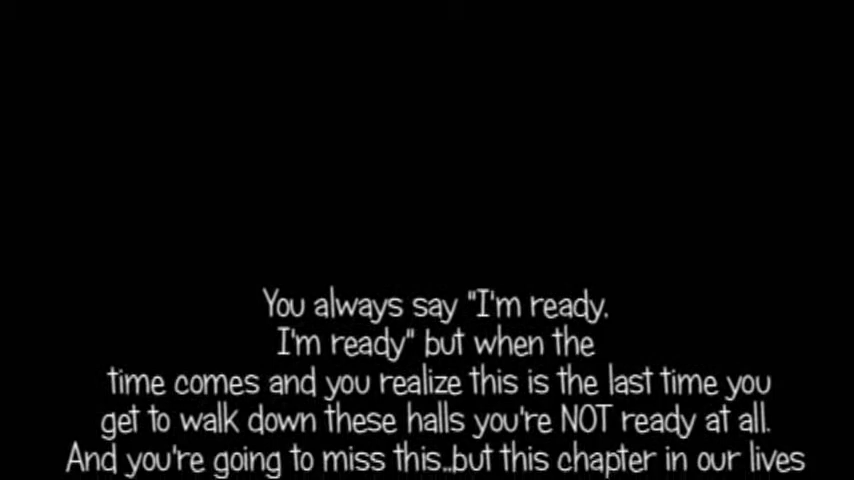 You always say "I'm ready.
I'm ready" but when the
time comes and you realize this is the last time you
get to walk down these halls you're NOT ready at all.
And you're going to miss this..but this chapter in our lives